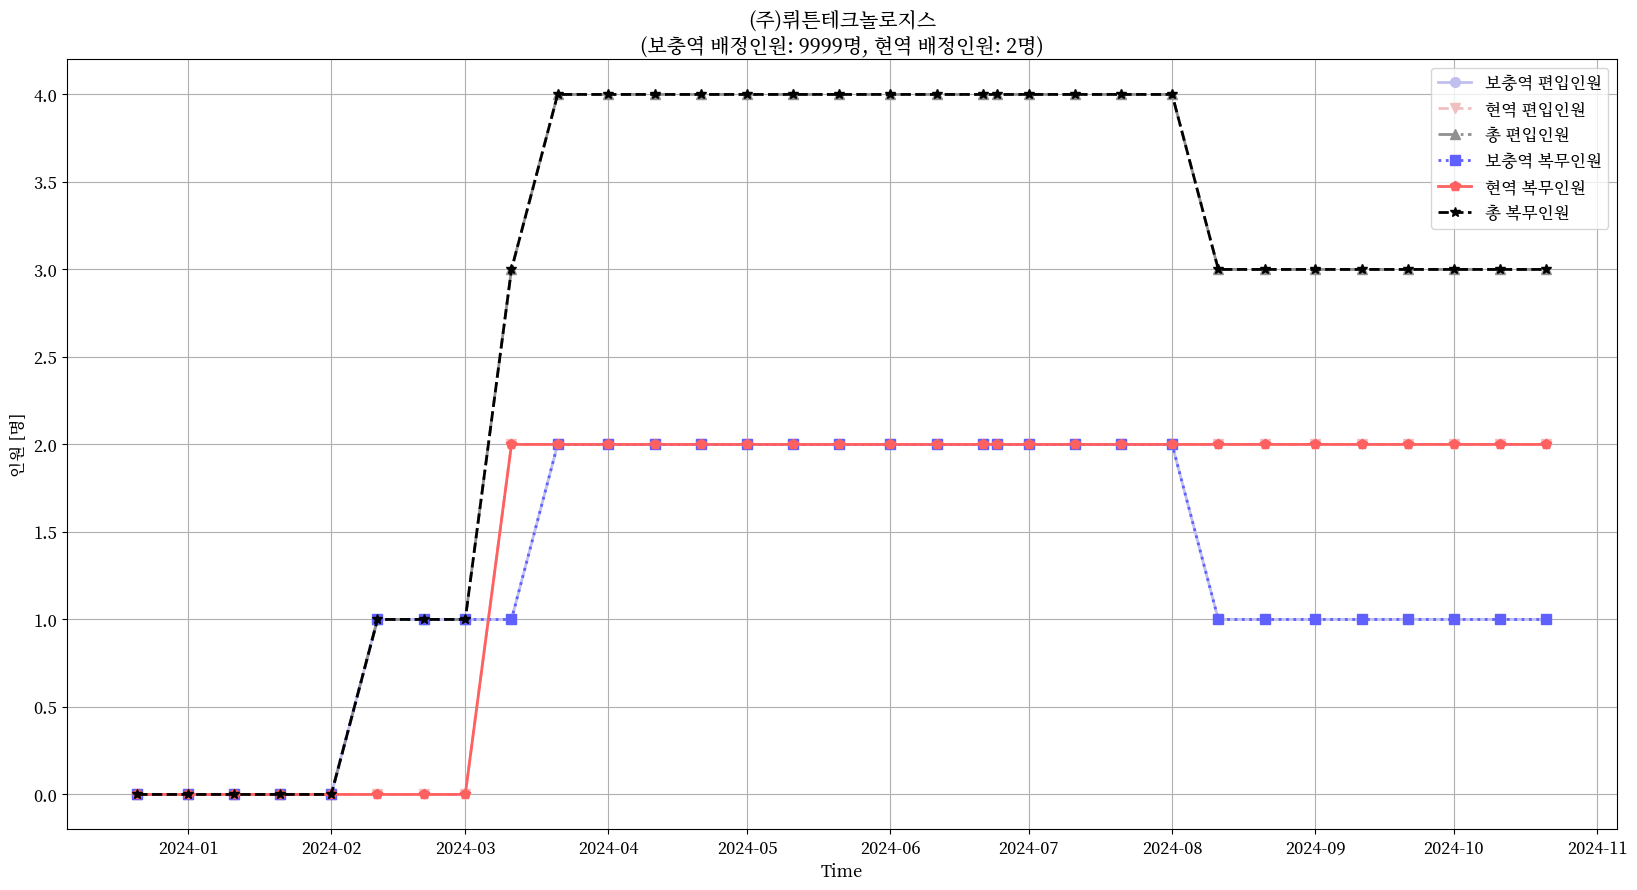 (주)뤼튼테크놀로지스
(보충역 배정인원: 9999명, 현역 배정인원: 2명)
보충역 편입인원
현역 편입인원
총 편입인원
보충역 복무인원
현역 복무인원
총 복무인원
인원 [명]
4.0
3.5
3.0
2.5
2.0
1.5
1.0
0.5
0.0
2024-01
2024-02
2024-03
2024-04
2024-05
2024-06
2024-07
2024-08
2024-09
2024-10
2024-11
Time